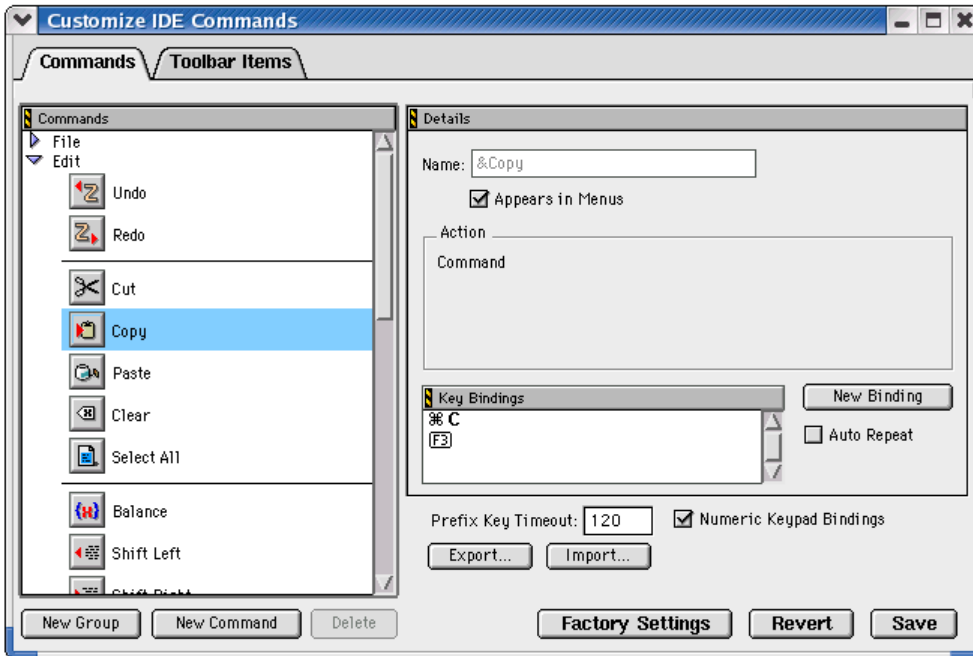 Customize IDE Commands
Commands
Toolbar Items
Commands
File
Edit
Undo
Redo
Cut
Copy
Paste
Clear
Select All
Balance
Shift Left
Shift Right
New Group
New Command
Delete
Details
Name: &Copy
Appears in Menus
Action
Command
Key Bindings
⌘ C
F3
New Binding
Auto Repeat
Prefix Key Timeout: 120
Numeric Keypad Bindings
Export...
Import...
Factory Settings
Revert
Save